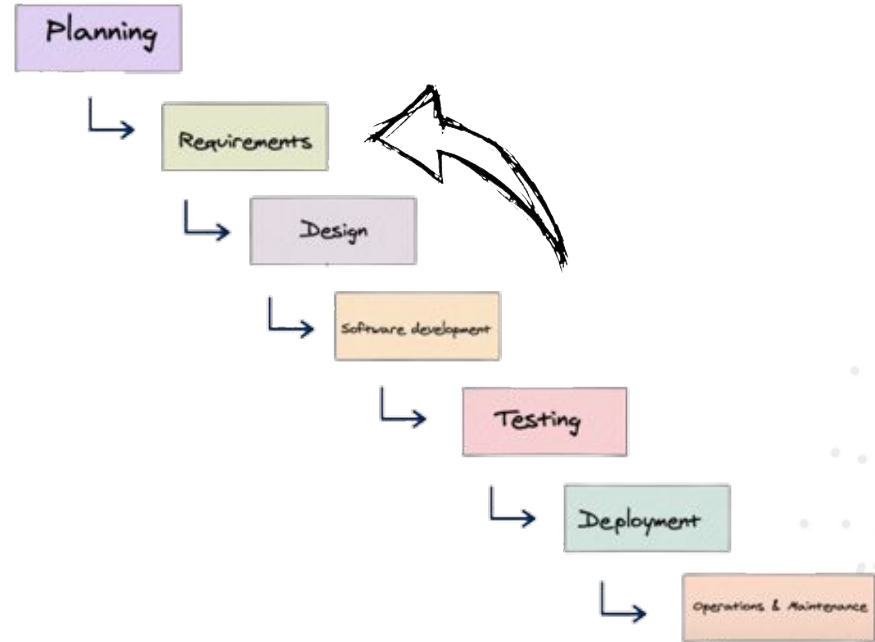 Planning
Requirements
Design
Software development
Testing
Deployment
Operations & Maintenance